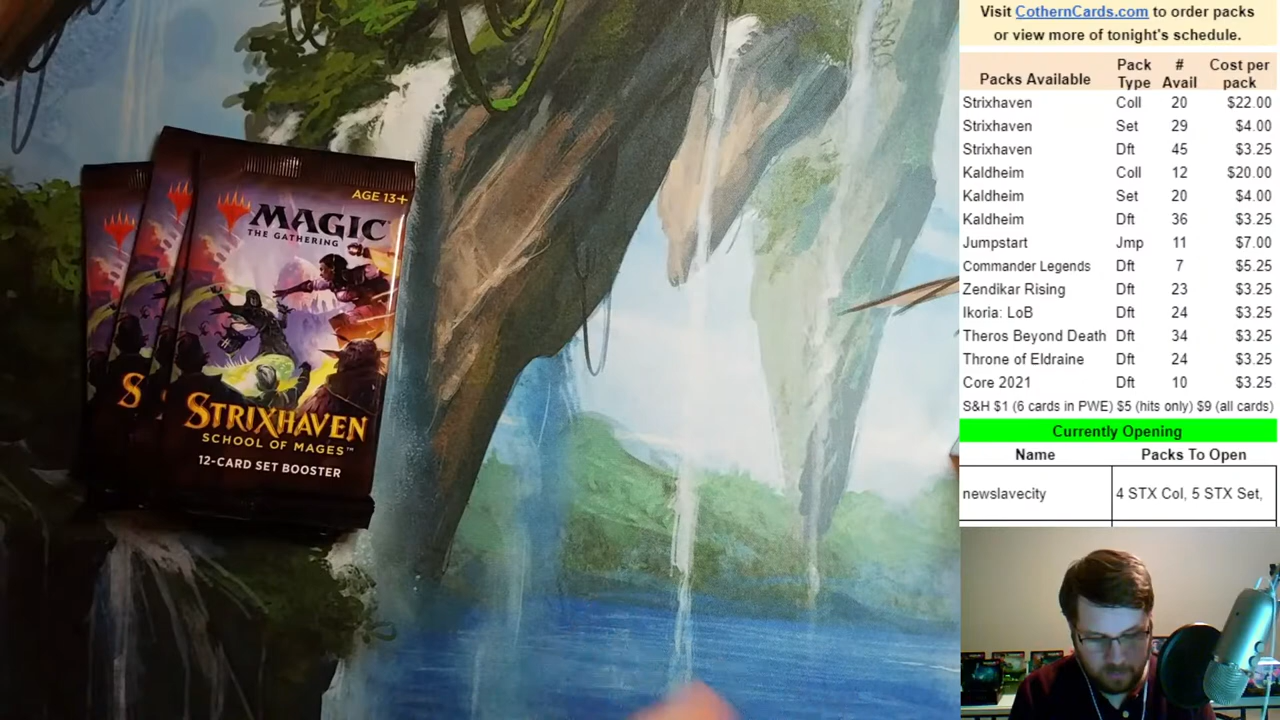 Visit CothernCards.com to order packs
or view more of tonight's schedule.
Packs Available Pack Type # Avail Cost per pack
Strixhaven Coll 20 $22.00
Strixhaven Set 29 $4.00
Strixhaven Dft 45 $3.25
Kaldheim Coll 12 $20.00
Kaldheim Set 20 $4.00
Kaldheim Dft 36 $3.25
Jumpstart Jmp 11 $7.00
Commander Legends Dft 7 $5.25
Zendikar Rising Dft 23 $3.25
Ikoria: LoB Dft 24 $3.25
Theros Beyond Death Dft 34 $3.25
Throne of Eldraine Dft 24 $3.25
Core 2021 Dft 10 $3.25
S&H $1 (6 cards in PWE) $5 (hits only) $9 (all cards)
Currently Opening
Name Packs To Open
newslavecity 4 STX Col, 5 STX Set,
AGE 13+
MAGIC
THE GATHERING
STRIXHAVEN
SCHOOL OF MAGES™
12-CARD SET BOOSTER
S